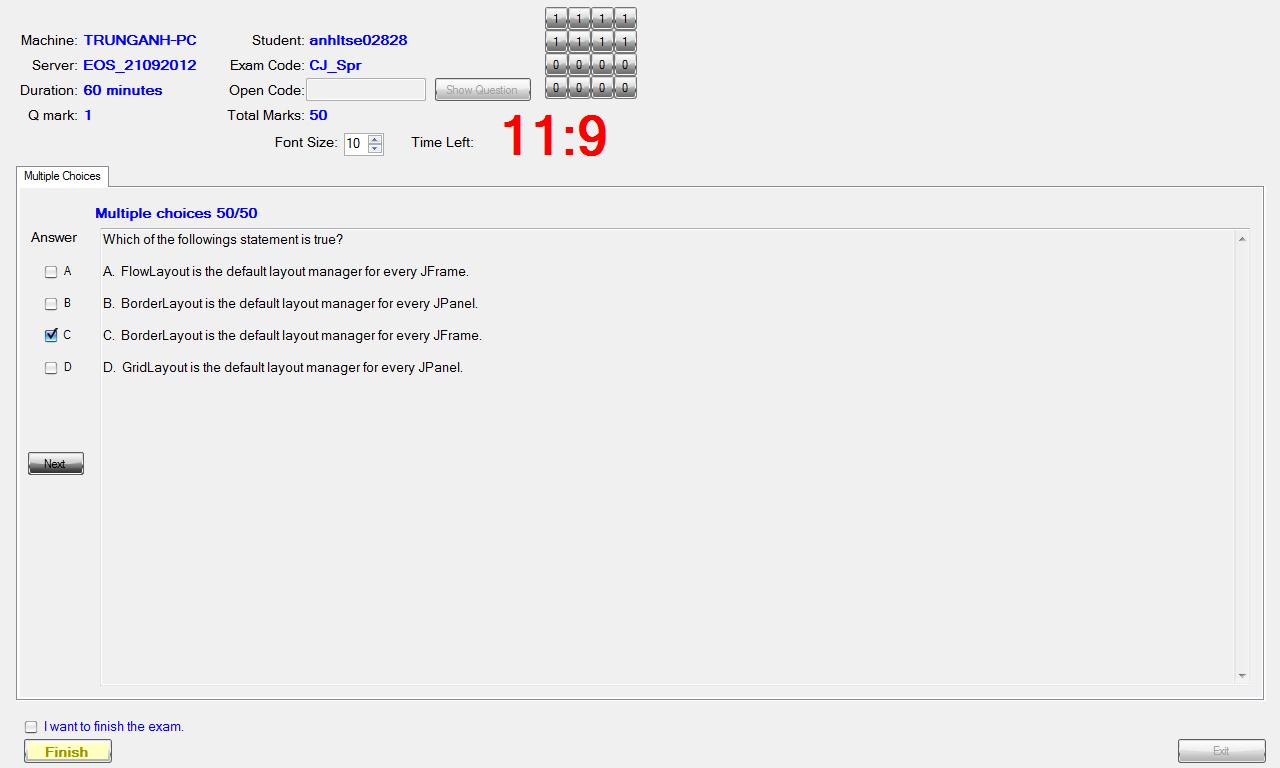 Machine: TRUNGANH-PC Student: anhltse02828
Server: EOS_21092012 Exam Code: CJ_Spr
Duration: 60 minutes Open Code: Show Question
Q mark: 1 Total Marks: 50
1 1 1 1
1 1 1 1
0 0 0 0
0 0 0 0
Font Size: 10 Time Left: 11:9
Multiple Choices
Multiple choices 50/50
Answer
Which of the followings statement is true?
A A. FlowLayout is the default layout manager for every JFrame.
B B. BorderLayout is the default layout manager for every JPanel.
C C. BorderLayout is the default layout manager for every JFrame.
D D. GridLayout is the default layout manager for every JPanel.
Next
I want to finish the exam.
Finish Exit